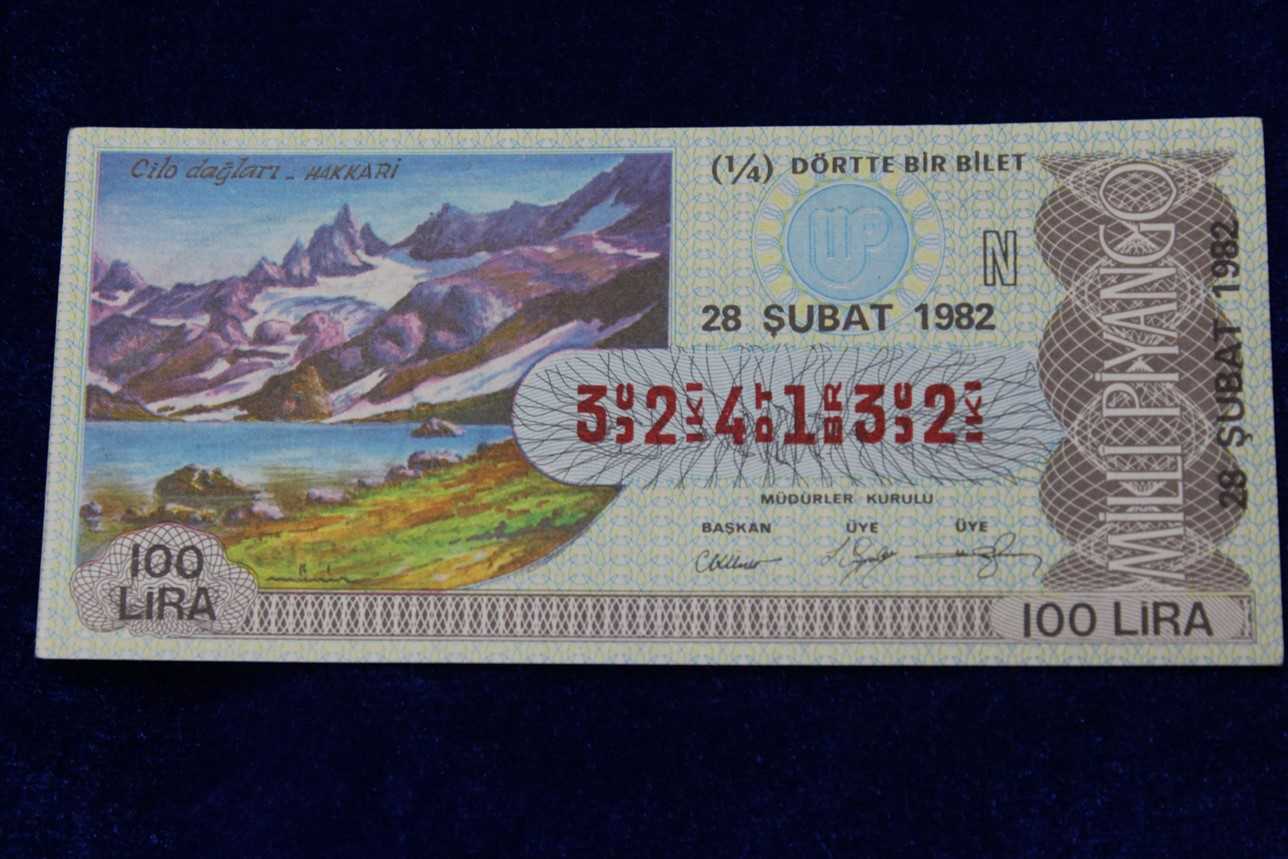 Cilo dağları - HAKKARİ
(1/4) DÖRTTE BİR BİLET
N
28 ŞUBAT 1982
3 ÜÇ 2 İKİ 4 DÖT 1 BİR 3 ÜÇ 2 İKİ
MÜDÜRLER KURULU
BAŞKAN ÜYE ÜYE
100
LİRA
100 LİRA
MİLLİ PİYANGO
28 ŞUBAT 1982